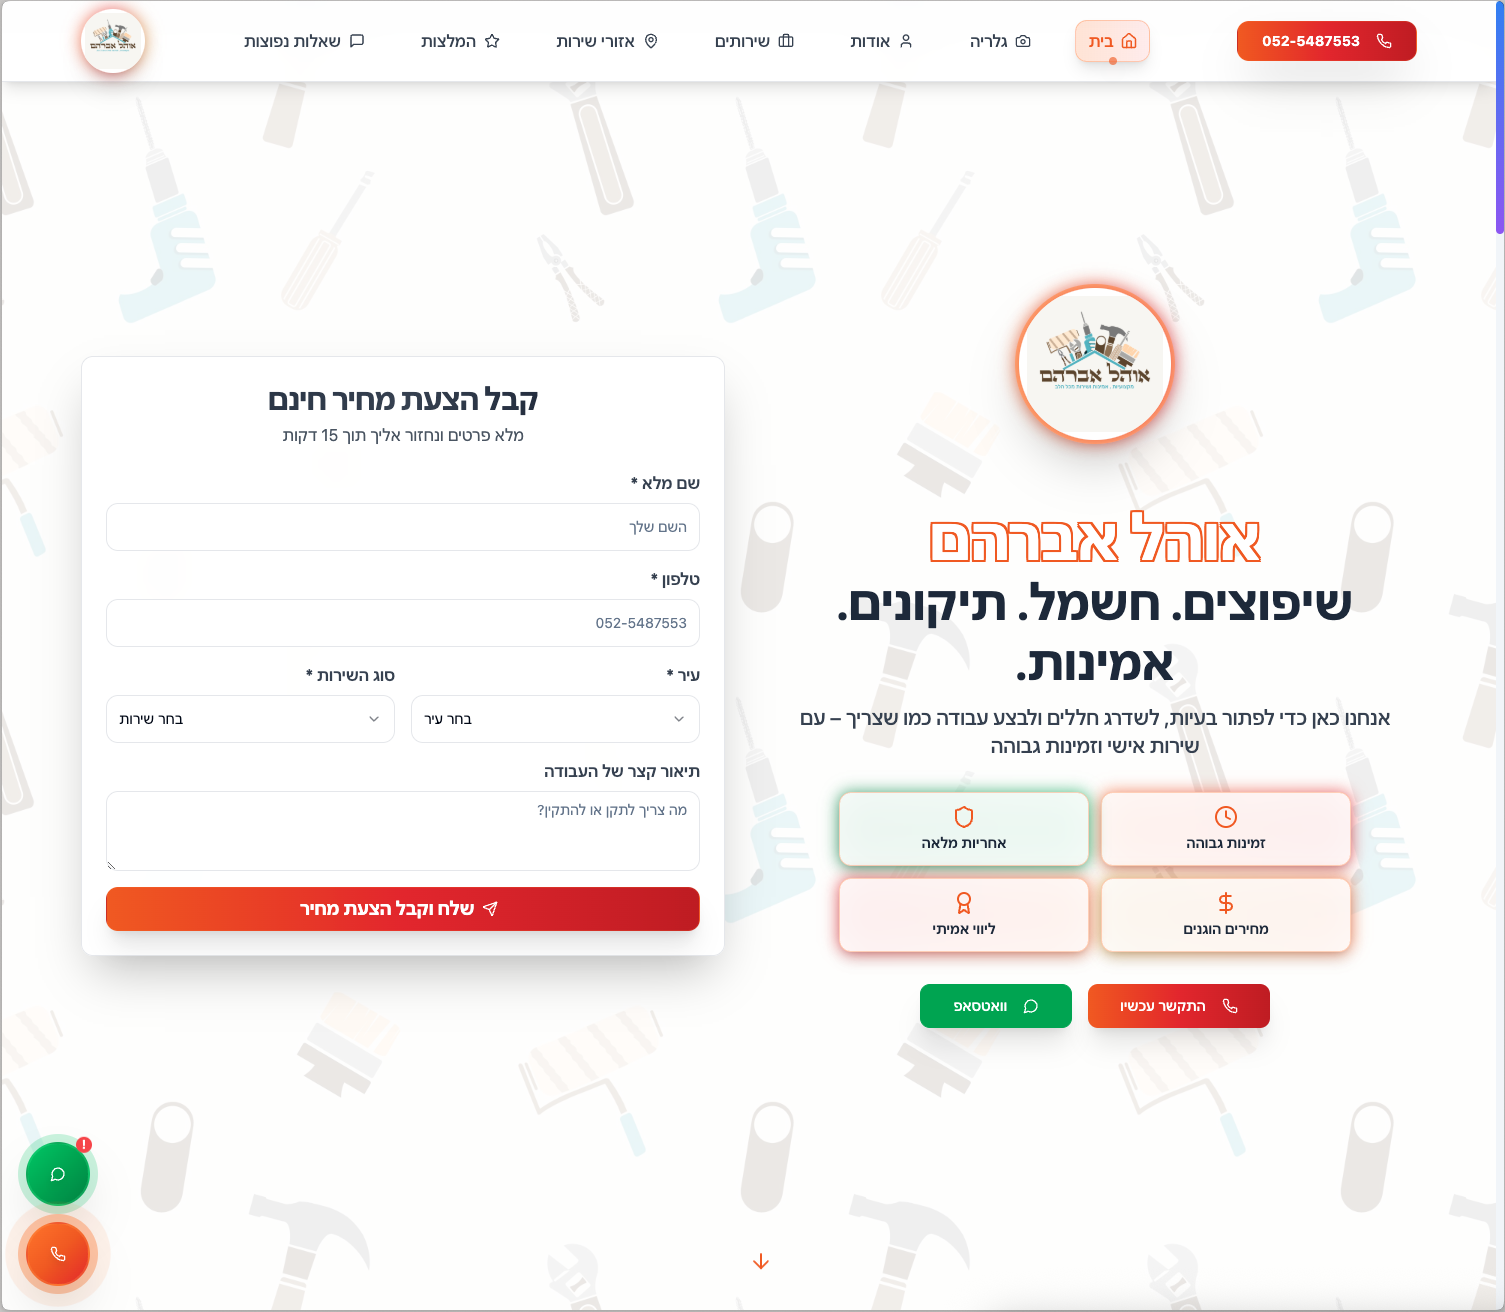 052-5487553
בית
גלריה
אודות
שירותים
אזורי שירות
המלצות
שאלות נפוצות
אוהל אברהם
אוהל אברהם
אוהל אברהם
שיפוצים. חשמל. תיקונים.
אמינות.
אנחנו כאן כדי לפתור בעיות, לשדרג חללים ולבצע עבודה כמו שצריך – עם
שירות אישי וזמינות גבוהה
זמינות גבוהה
אחריות מלאה
מחירים הוגנים
ליווי אמיתי
התקשר עכשיו
וואטסאפ
קבל הצעת מחיר חינם
מלא פרטים ונחזור אליך תוך 15 דקות
שם מלא *
השם שלך
טלפון *
052-5487553
עיר *
סוג השירות *
בחר עיר
בחר שירות
תיאור קצר של העבודה
מה צריך לתקן או להתקין?
שלח וקבל הצעת מחיר
!